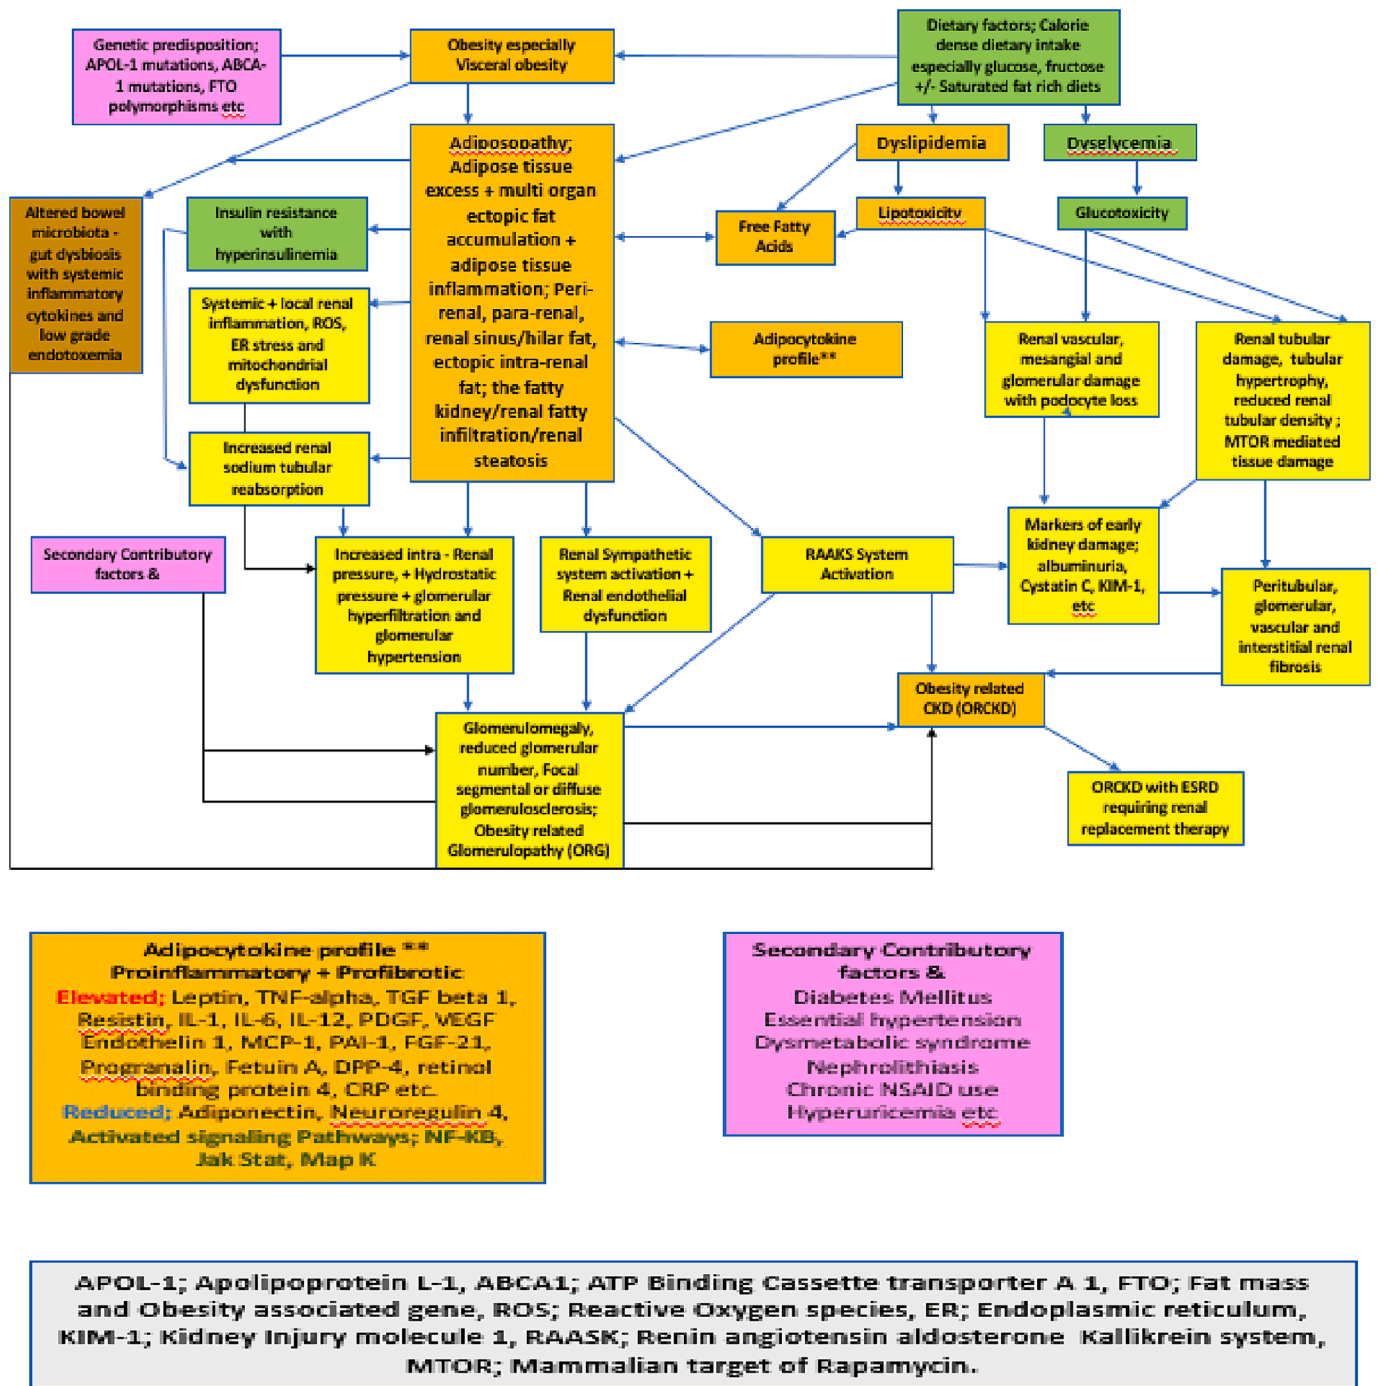 Genetic predisposition;
APOL-1 mutations, ABCA-
1 mutations, FTO
polymorphisms etc
Obesity especially
Visceral obesity
Dietary factors; Calorie
dense dietary intake
especially glucose, fructose
+/- Saturated fat rich diets
Adiposopathy;
Adipose tissue
excess + multi organ
ectopic fat
accumulation +
adipose tissue
inflammation; Peri-
renal, para-renal,
renal sinus/hilar fat,
ectopic intra-renal
fat; the fatty
kidney/renal fatty
infiltration/renal
steatosis
Dyslipidemia
Dysglycemia
Altered bowel
microbiota -
gut dysbiosis
with systemic
inflammatory
cytokines and
low grade
endotoxemia
Insulin resistance
with
hyperinsulinemia
Free Fatty
Acids
Lipotoxicity
Glucotoxicity
Systemic + local renal
inflammation, ROS,
ER stress and
mitochondrial
dysfunction
Adipocytokine
profile**
Renal vascular,
mesangial and
glomerular damage
with podocyte loss
Renal tubular
damage, tubular
hypertrophy,
reduced renal
tubular density ;
MTOR mediated
tissue damage
Increased renal
sodium tubular
reabsorption
Secondary Contributory
factors &
Increased intra - Renal
pressure, + Hydrostatic
pressure + glomerular
hyperfiltration and
glomerular
hypertension
Renal Sympathetic
system activation +
Renal endothelial
dysfunction
RAAKS System
Activation
Markers of early
kidney damage;
albuminuria,
Cystatin C, KIM-1,
etc
Peritubular,
glomerular,
vascular and
interstitial renal
fibrosis
Obesity related
CKD (ORCKD)
Glomerulomegaly,
reduced glomerular
number, Focal
segmental or diffuse
glomerulosclerosis;
Obesity related
Glomerulopathy (ORG)
ORCKD with ESRD
requiring renal
replacement therapy
Adipocytokine profile **
Proinflammatory + Profibrotic
Elevated; Leptin, TNF-alpha, TGF beta 1,
Resistin, IL-1, IL-6, IL-12, PDGF, VEGF
Endothelin 1, MCP-1, PAI-1, FGF-21,
Progranalin, Fetuin A, DPP-4, retinol
binding protein 4, CRP etc.
Reduced; Adiponectin, Neuroregulin 4,
Activated signaling Pathways; NF-KB,
Jak Stat, Map K
Secondary Contributory
factors &
Diabetes Mellitus
Essential hypertension
Dysmetabolic syndrome
Nephrolithiasis
Chronic NSAID use
Hyperuricemia etc
APOL-1; Apolipoprotein L-1, ABCA1; ATP Binding Cassette transporter A 1, FTO; Fat mass
and Obesity associated gene, ROS; Reactive Oxygen species, ER; Endoplasmic reticulum,
KIM-1; Kidney Injury molecule 1, RAASK; Renin angiotensin aldosterone Kallikrein system,
MTOR; Mammalian target of Rapamycin.